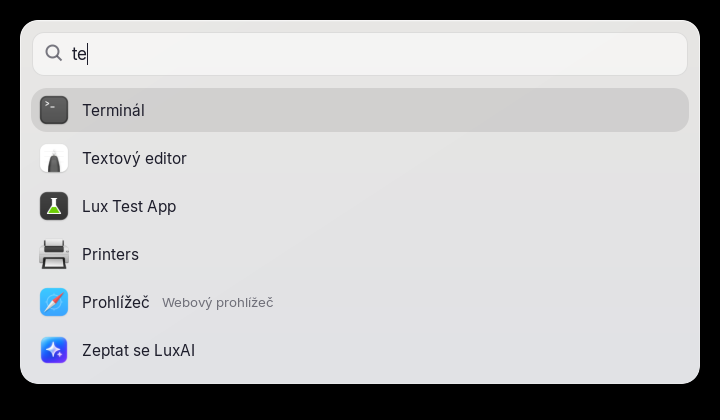 te
Terminál
Textový editor
Lux Test App
Printers
Prohlížeč Webový prohlížeč
Zeptat se LuxAI